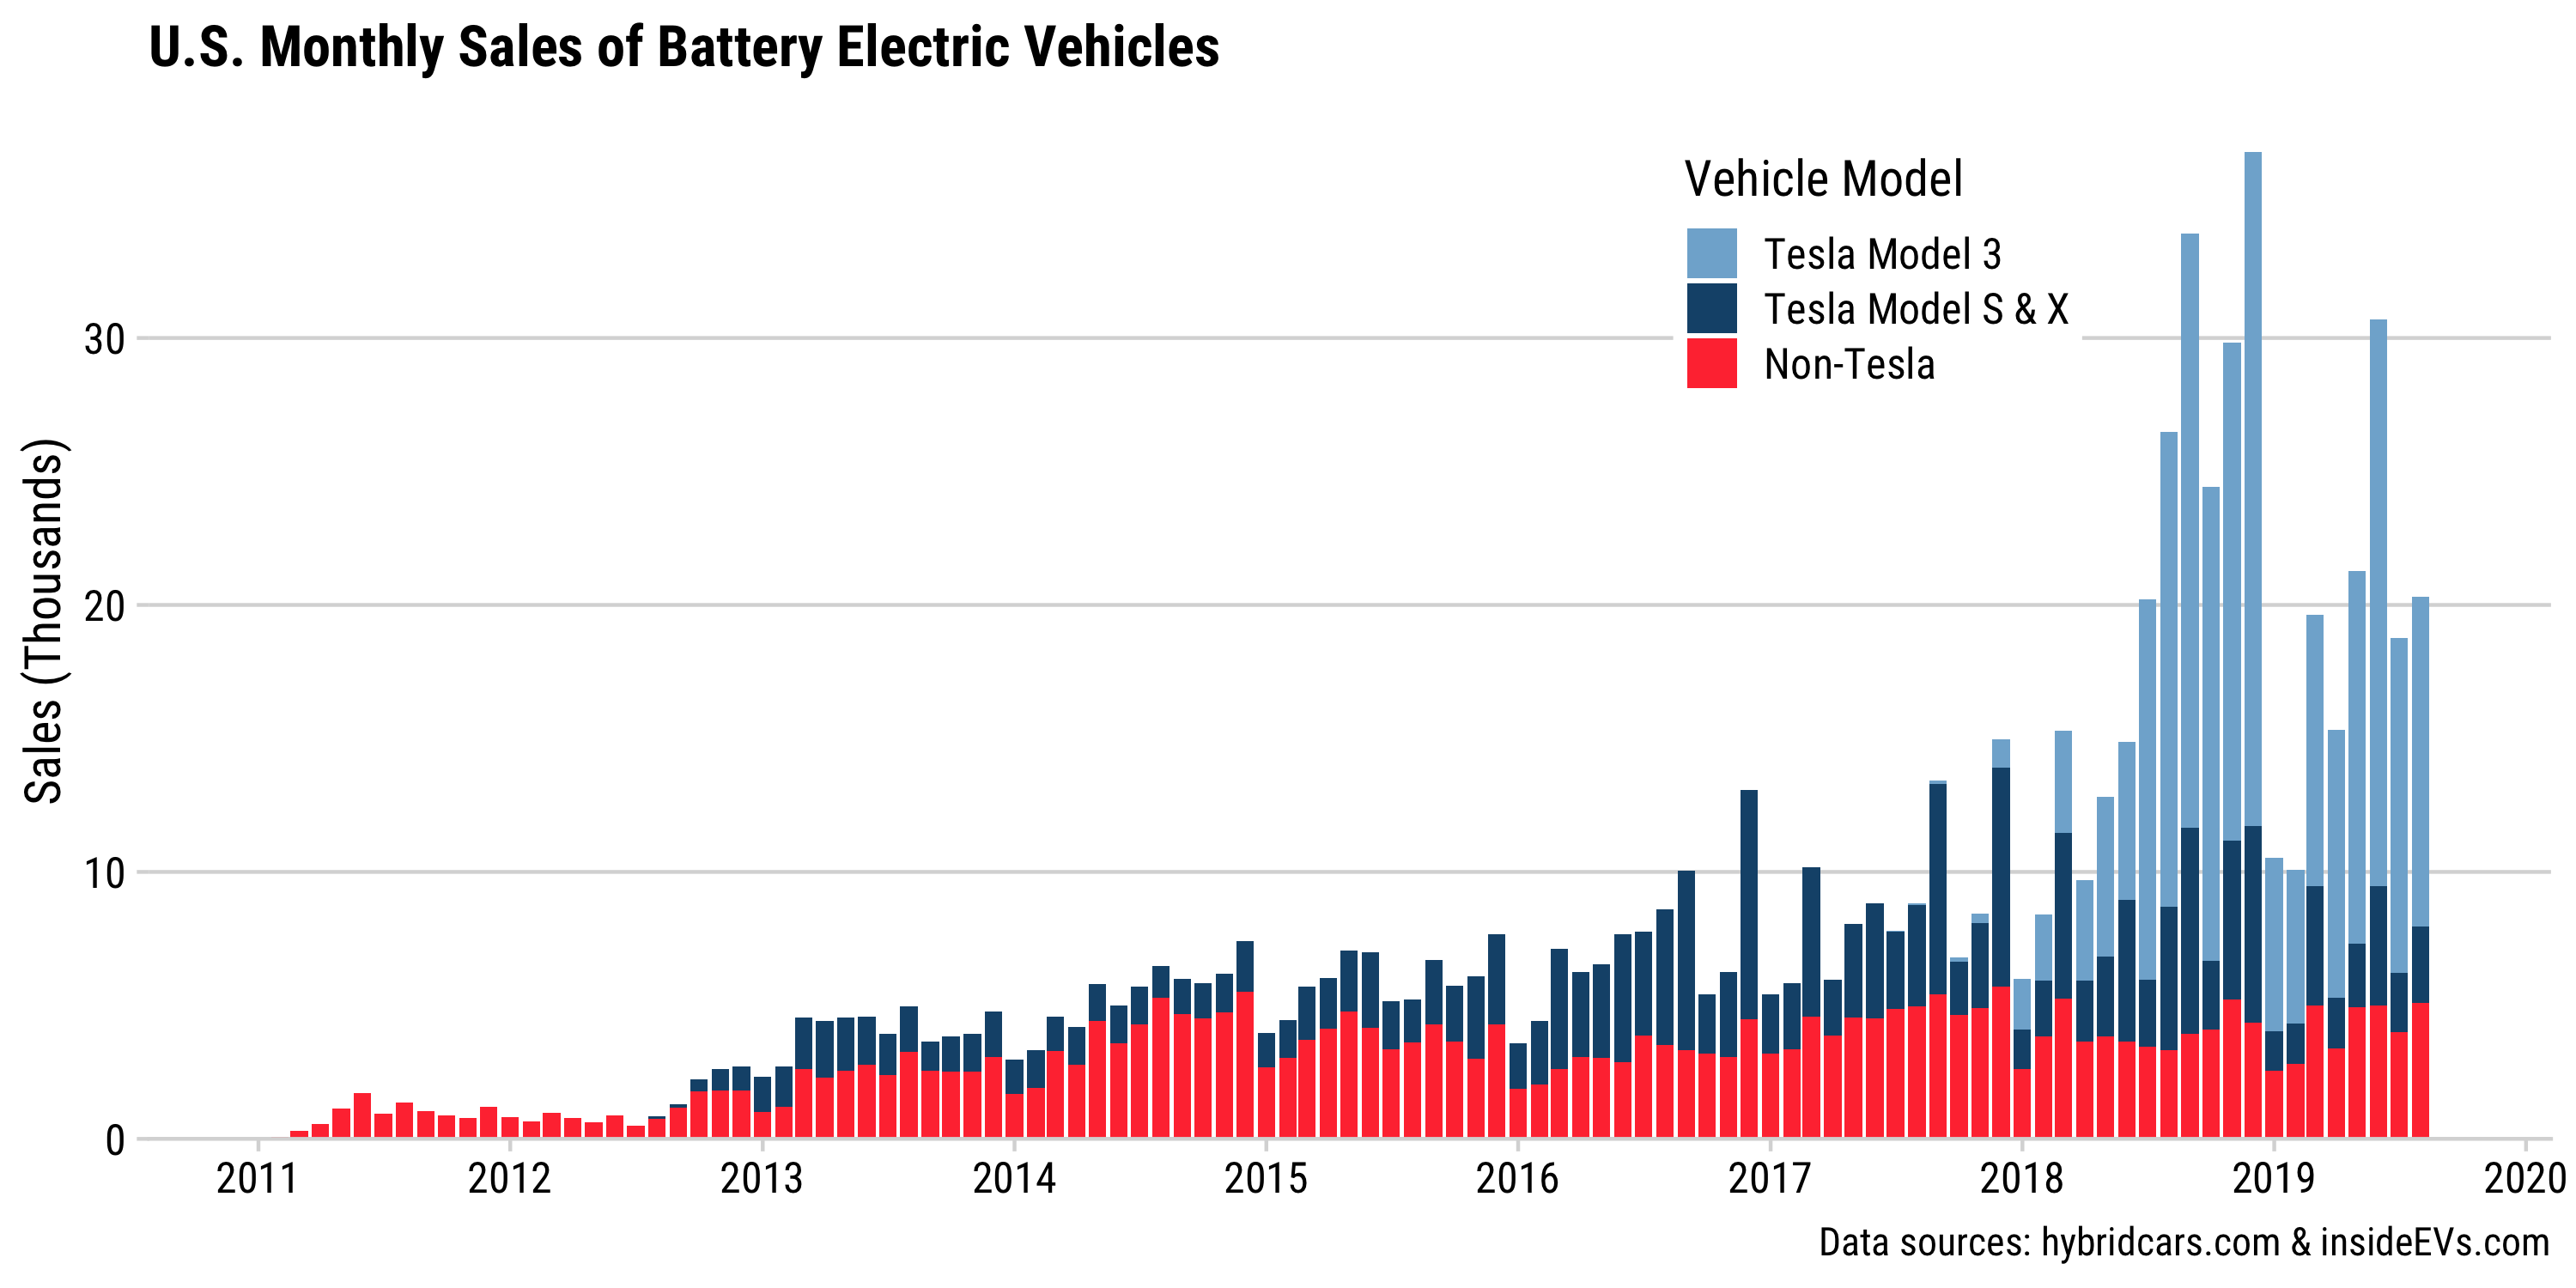 U.S. Monthly Sales of Battery Electric Vehicles
Vehicle Model
Tesla Model 3
Tesla Model S & X
Non-Tesla
Sales (Thousands)
30
20
10
0
2011 2012 2013 2014 2015 2016 2017 2018 2019 2020
Data sources: hybridcars.com & insideEVs.com